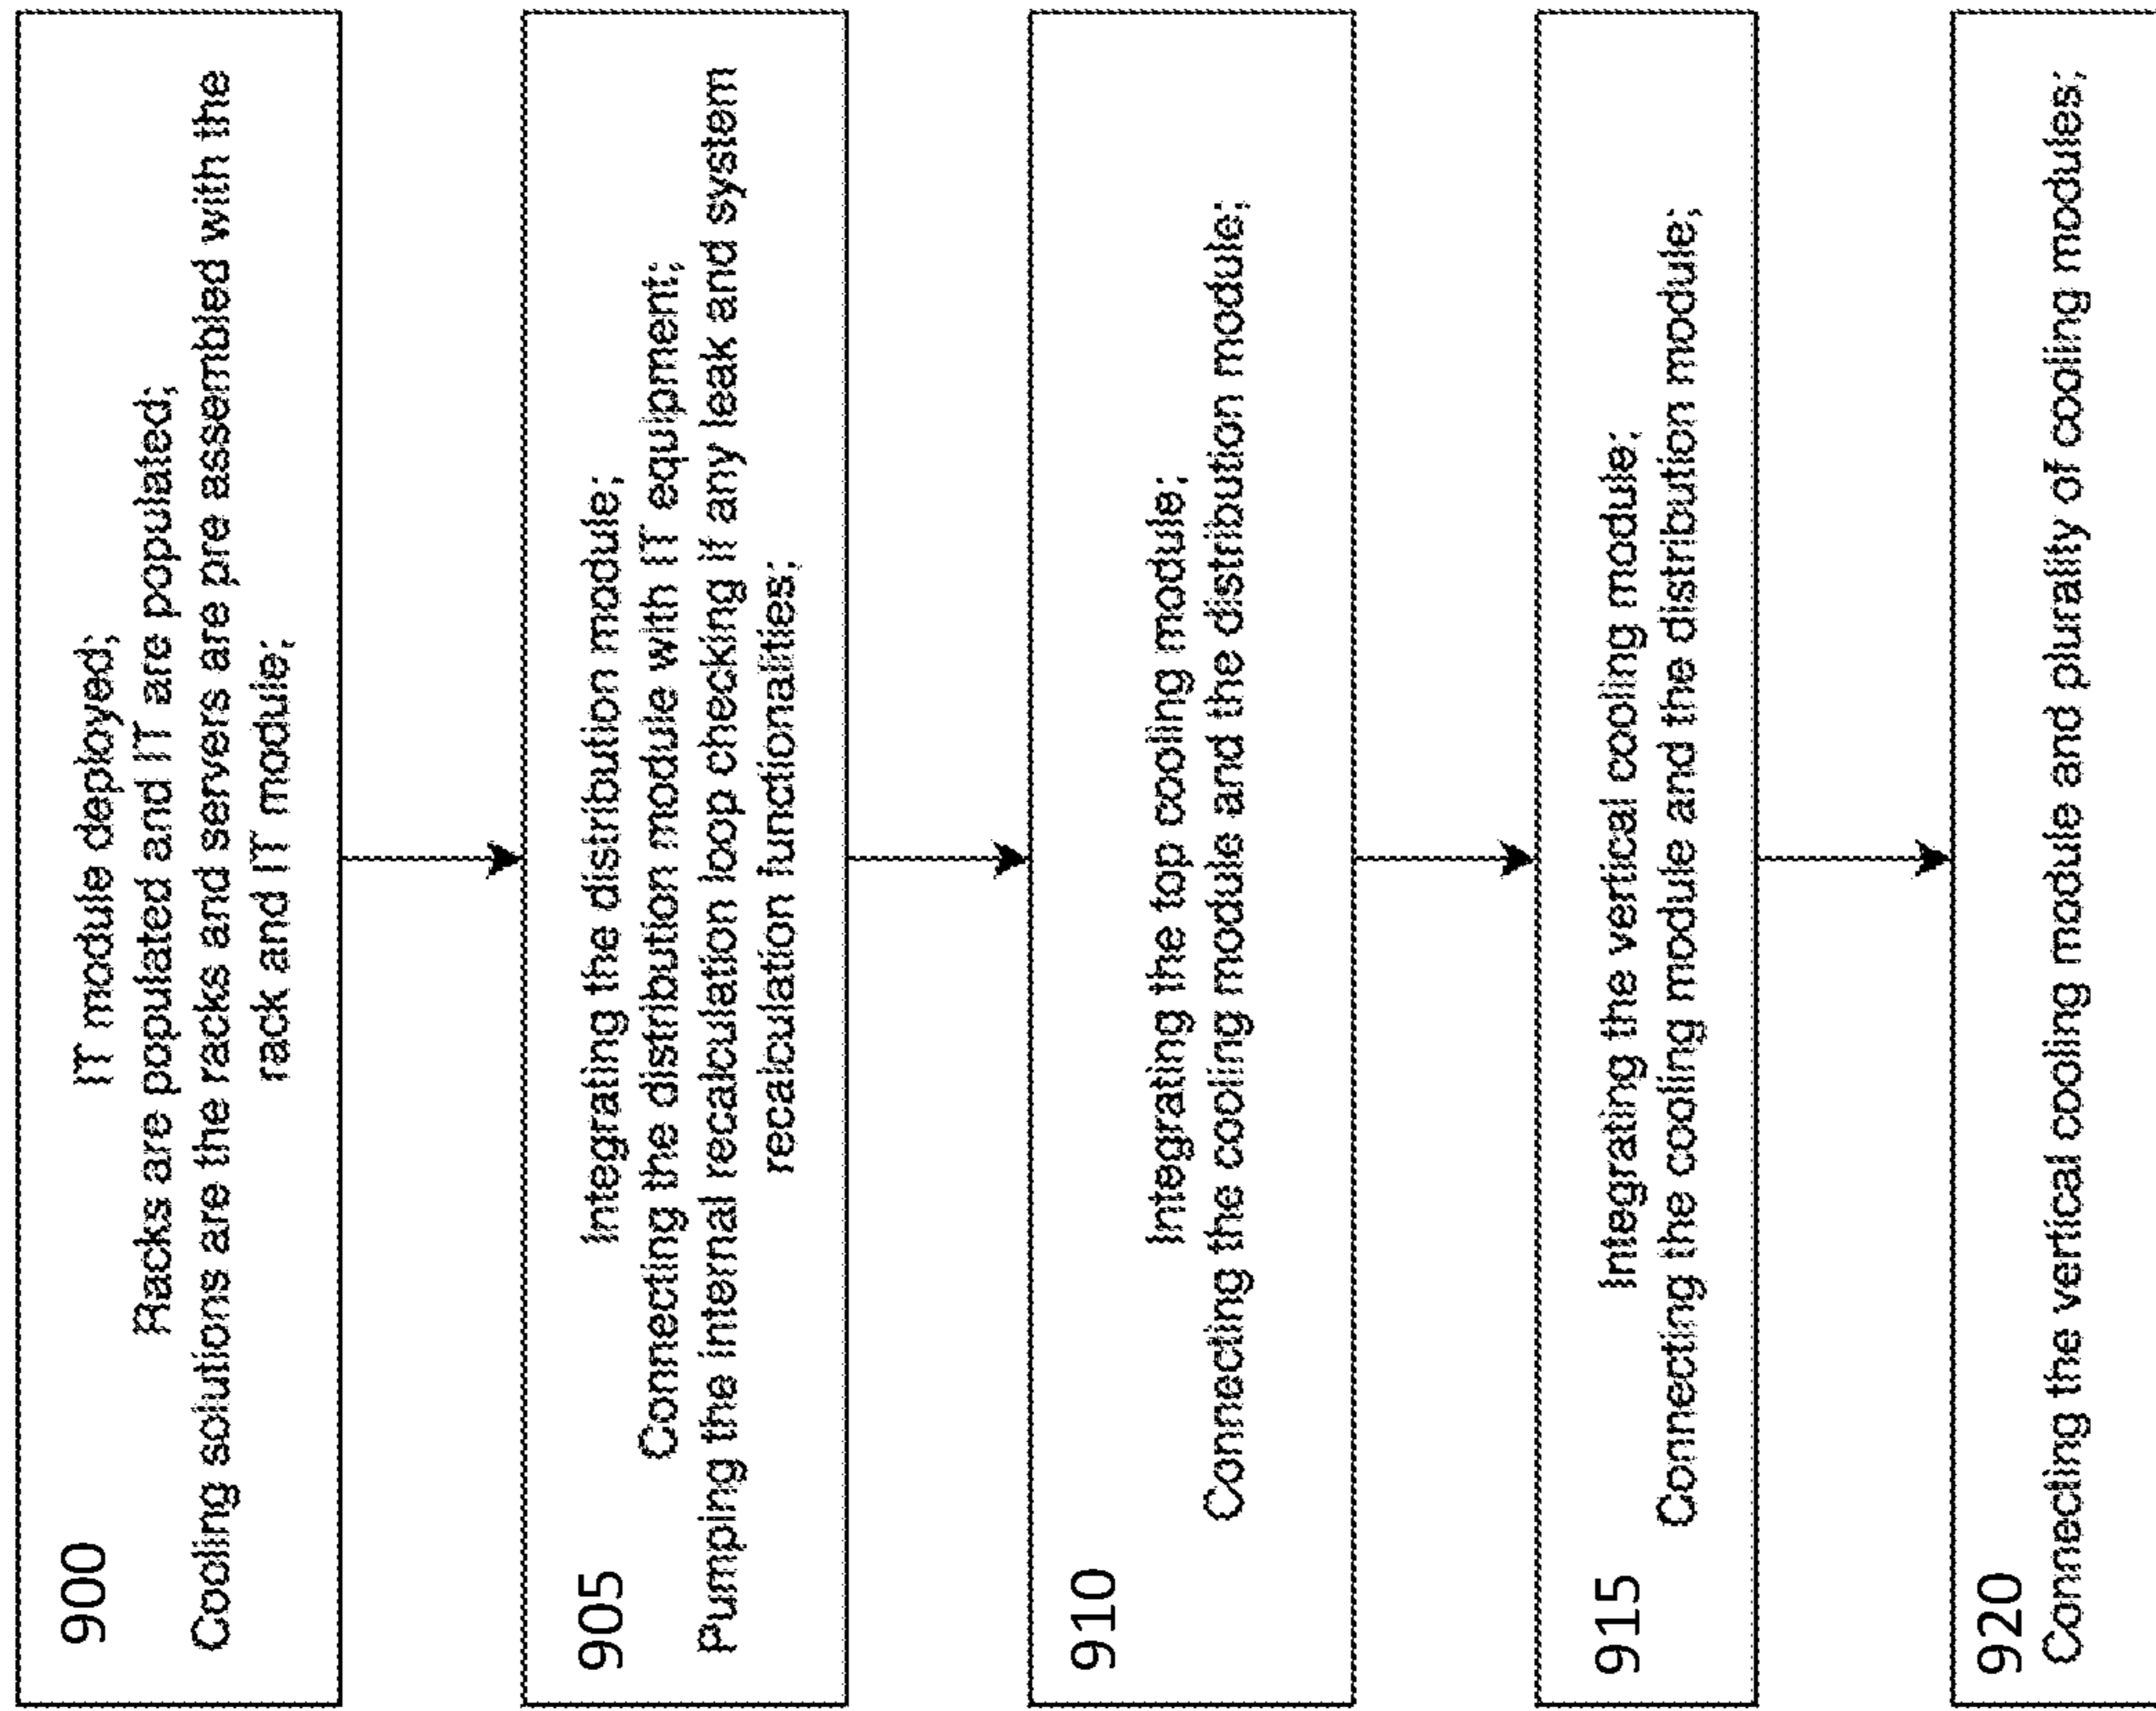 900
IT module deployed;
Racks are populated and IT are populated;
Cooling solutions are the racks and servers are pre assembled with the
rack and IT module;
905
Integrating the distribution module;
Connecting the distribution module with IT equipment;
Pumping the internal recalculation loop checking if any leak and system
recalculation functionalities;
910
Integrating the top cooling module;
Connecting the cooling module and the distribution module;
915
Integrating the vertical cooling module;
Connecting the cooling module and the distribution module;
920
Connecting the vertical cooling module and plurality of cooling modules;